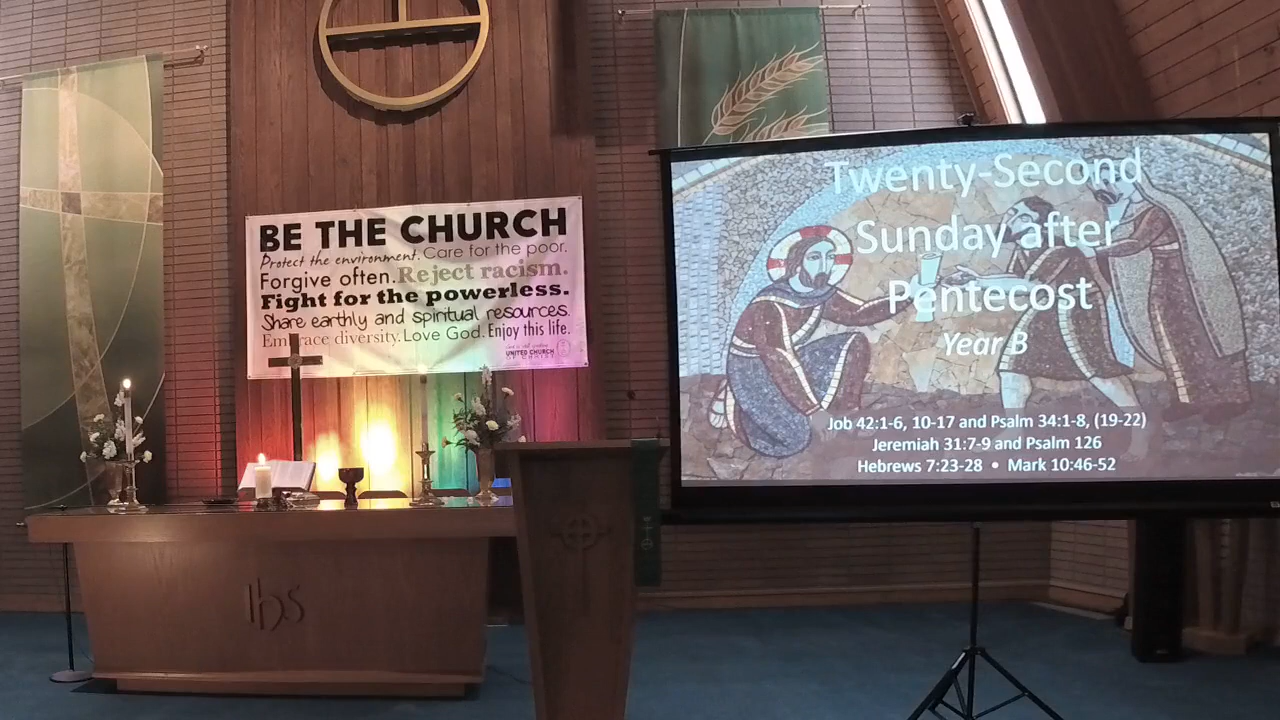 BE THE CHURCH
Protect the environment. Care for the poor.
Forgive often. Reject racism.
Fight for the powerless.
Share earthly and spiritual resources.
Embrace diversity. Love God. Enjoy this life.
UNITED CHURCH
OF CHRIST
Twenty-Second
Sunday after
Pentecost
Year B
Job 42:1-6, 10-17 and Psalm 34:1-8, (19-22)
Jeremiah 31:7-9 and Psalm 126
Hebrews 7:23-28 • Mark 10:46-52
ihs